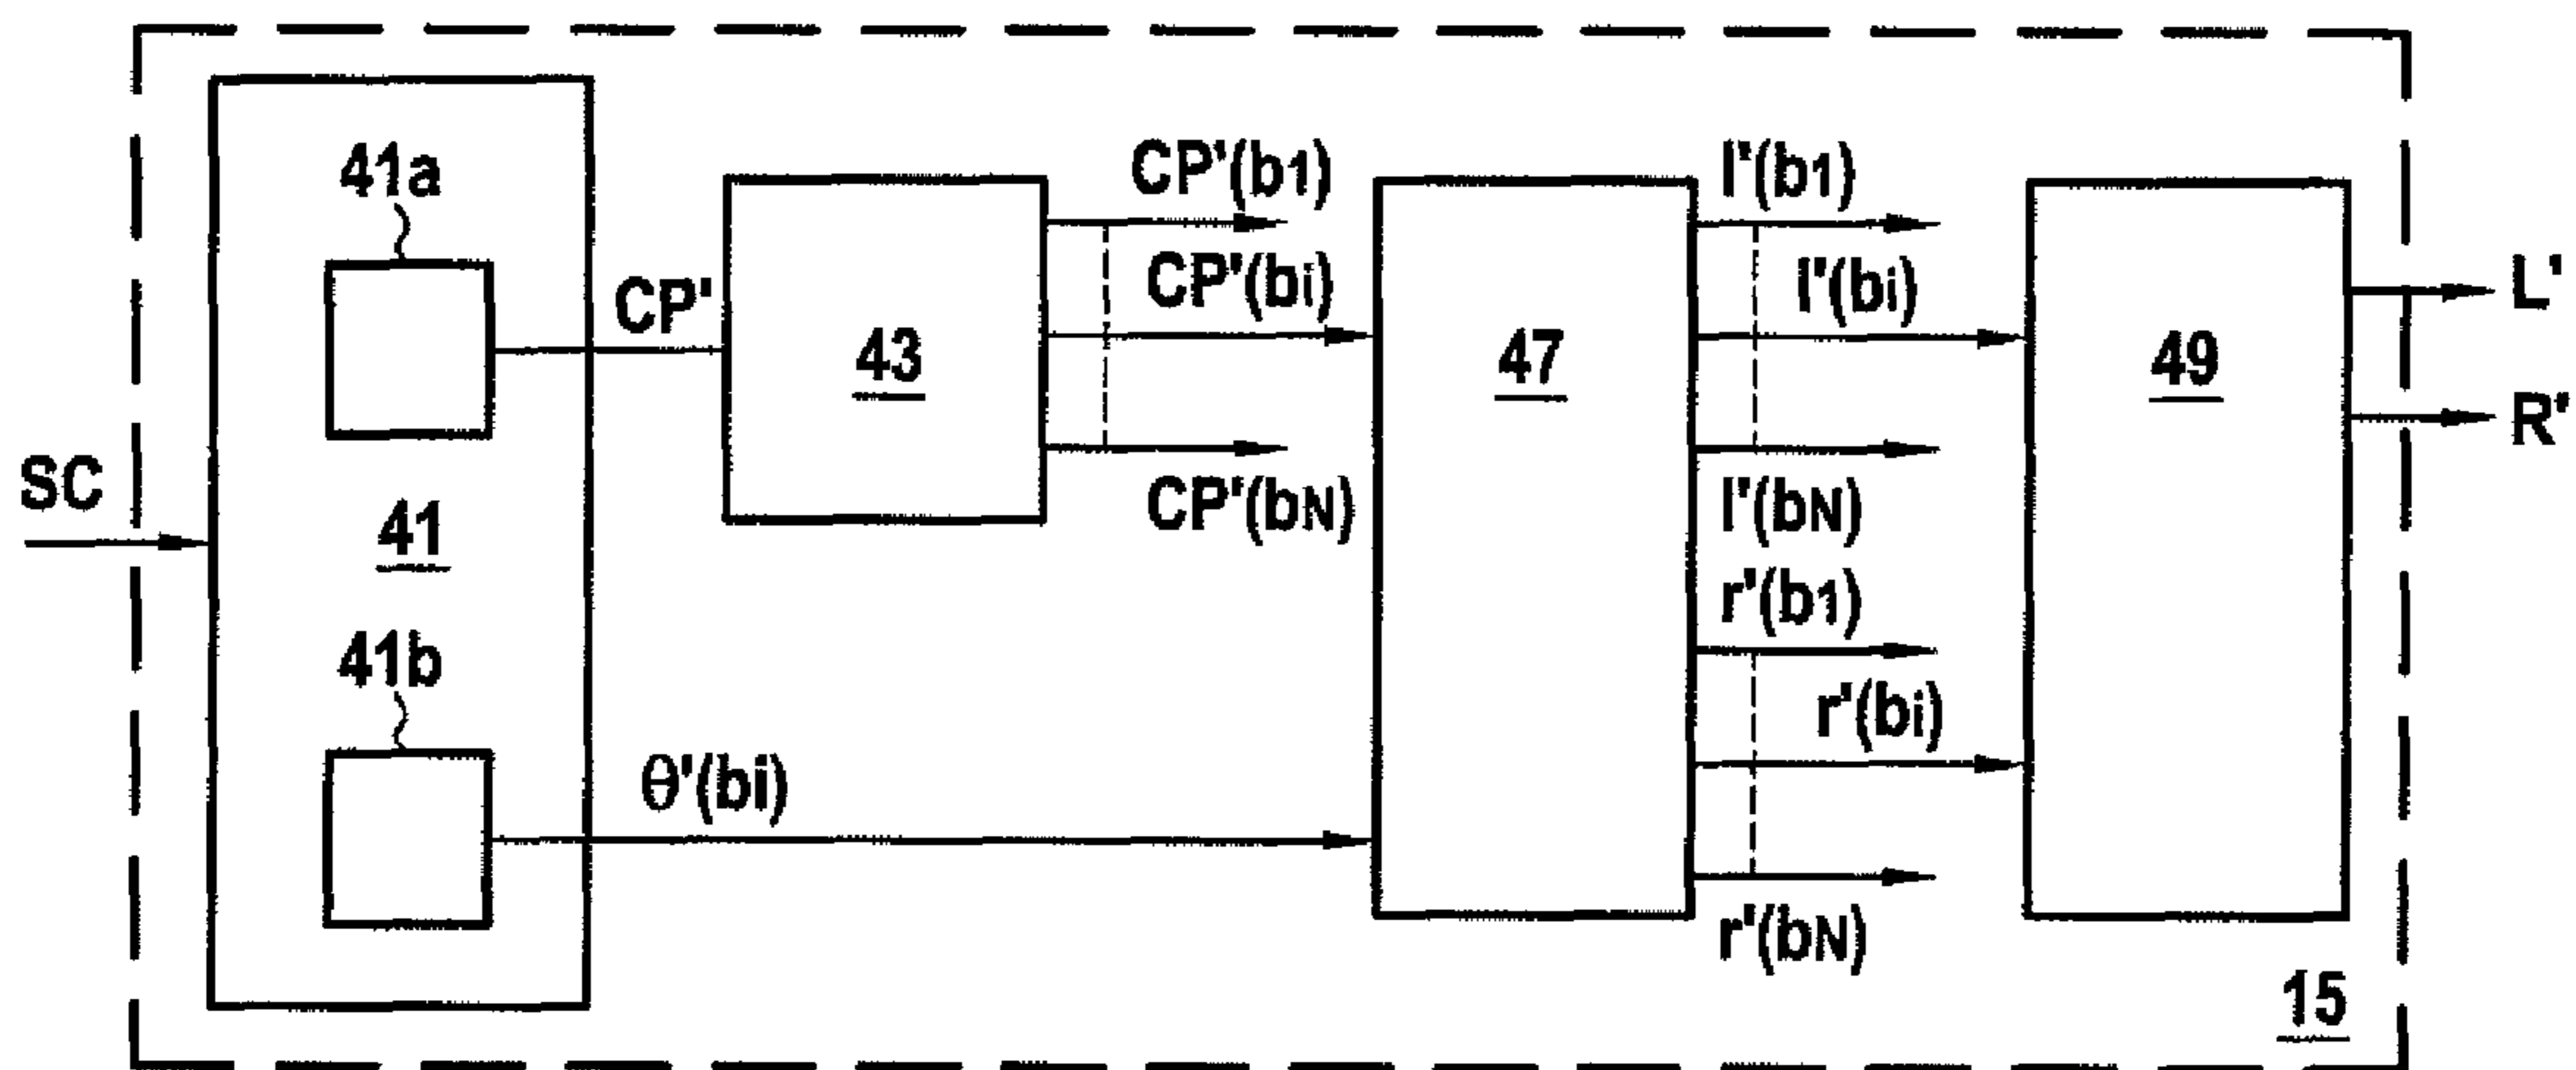 SC
41a
41
41b
CP'
43
θ'(bi)
CP'(b1)
CP'(bi)
CP'(bN)
47
l'(b1)
l'(bi)
l'(bN)
r'(b1)
r'(bi)
r'(bN)
49
L'
R'
15